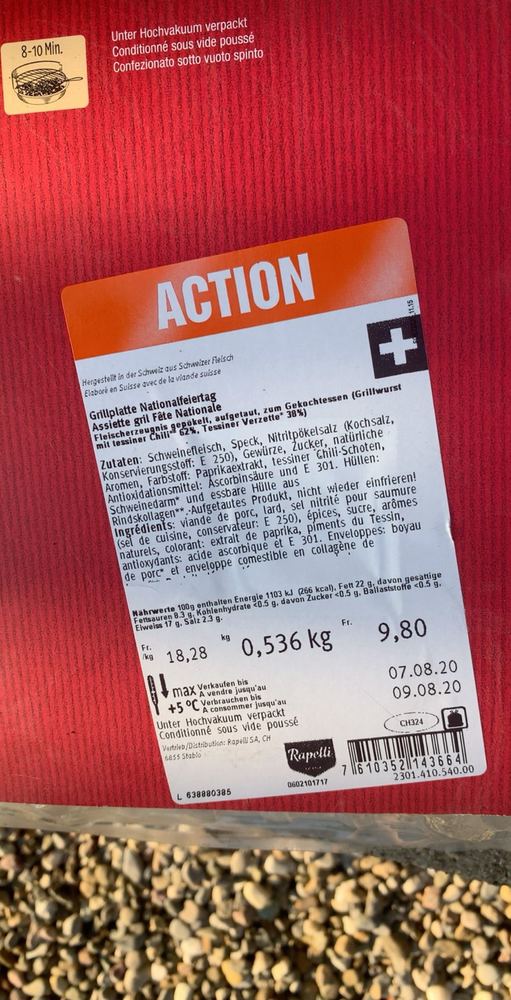 8-10 Min.
Unter Hochvakuum verpackt
Conditionné sous vide poussé
Confezionato sotto vuoto spinto
ACTION
11.15
Hergestellt in der Schweiz aus Schweizer Fleisch
Elaboré en Suisse avec de la viande suisse
Grillplatte Nationalfeiertag
Assiette gril Fête Nationale
Fleischerzeugnis gepökelt, aufgetaut, zum Gekochtessen (Grillwurst
mit tessiner Chili* 62%, Tessiner Verzette* 38%)
Zutaten: Schweinefleisch, Speck, Nitritpökelsalz (Kochsalz,
Konservierungsstoff: E 250), Gewürze, Zucker, natürliche
Aromen, Farbstoff: Paprikaextrakt, tessiner Chili-Schoten,
Antioxidationsmittel: Ascorbinsäure und E 301. Hüllen:
Schweinedarm* und essbare Hülle aus
Rindskollagen**.-Aufgetautes Produkt, nicht wieder einfrieren!
Ingrédients: viande de porc, lard, sel nitrité pour saumure
(sel de cuisine, conservateur: E 250), épices, sucre, arômes
naturels, colorant: extrait de paprika, piments du Tessin,
antioxydants: acide ascorbique et E 301. Enveloppes: boyau
de porc* et enveloppe comestible en collagène de
Nährwerte 100g enthalten Energie 1103 kJ (266 kcal), Fett 22 g, davon gesättige
Fettsäuren 8.3 g, Kohlenhydrate <0.5 g, davon Zucker <0.5 g, Ballaststoffe <0.5 g,
Eiweiss 17 g, Salz 2.3 g.
Fr. /kg 18,28 kg 0,536 kg Fr. 9,80
max +5 °C
Verkaufen bis
A vendre jusqu'au 07.08.20
Verbrauchen bis
A consommer jusqu'au 09.08.20
Unter Hochvakuum verpackt
Conditionné sous vide poussé
CH324
Vertrieb/Distribution: Rapelli SA, CH
6855 Stabio
Rapelli
0602101717
7 610352 143664
2301.410.540.00
L 638880385